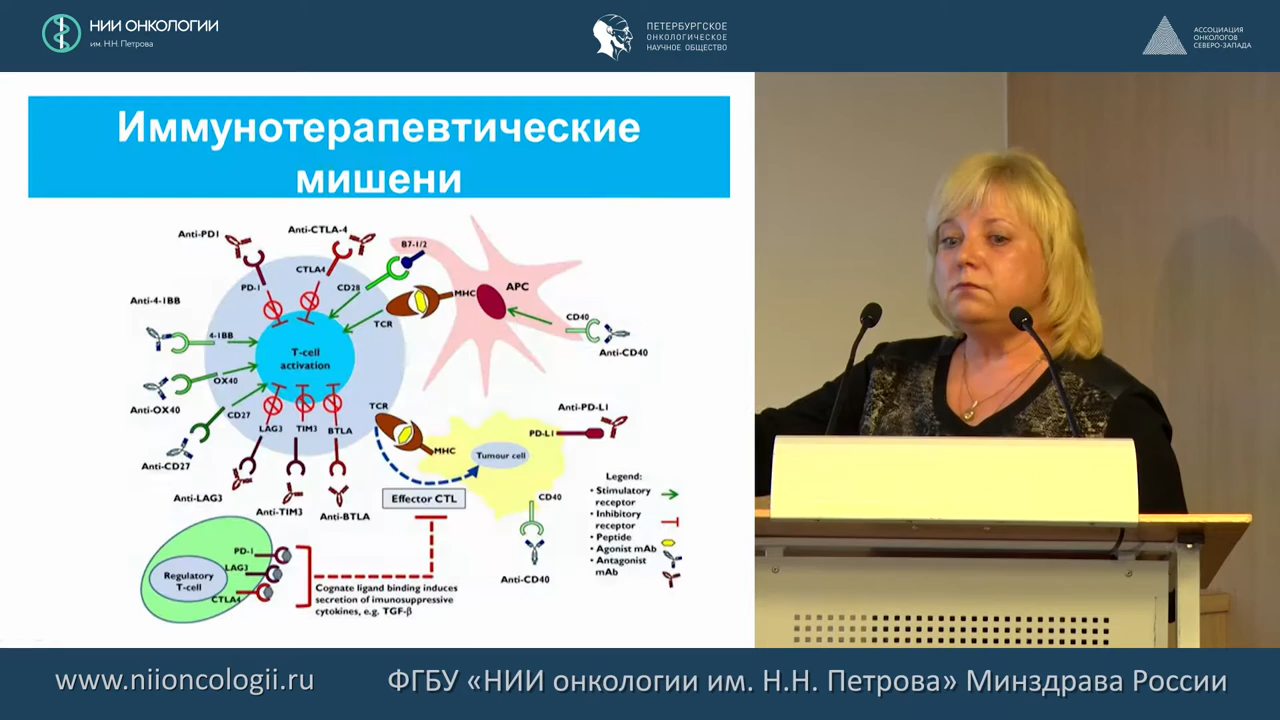 НИИ ОНКОЛОГИИ
им. Н.Н. Петрова
ПЕТЕРБУРГСКОЕ
ОНКОЛОГИЧЕСКОЕ
НАУЧНОЕ ОБЩЕСТВО
АССОЦИАЦИЯ
ОНКОЛОГОВ
СЕВЕРО-ЗАПАДА
Иммунотерапевтические
мишени
Anti-PD1
Anti-CTLA-4
B7-1/2
CTLA4
PD-1
CD28
MHC
APC
Anti-4-1BB
TCR
CD40
4-1BB
T-cell
activation
Anti-CD40
OX40
Anti-OX40
CD27
TCR
Anti-PD-L1
LAG3
TIM3
BTLA
PD-L1
MHC
Tumour cell
Anti-CD27
Anti-LAG3
Anti-TIM3
Anti-BTLA
Effector CTL
CD40
Anti-CD40
Legend:
• Stimulatory
receptor
• Inhibitory
receptor
• Peptide
• Agonist mAb
• Antagonist
mAb
PD-1
LAG3
Regulatory
T-cell
CTLA4
Cognate ligand binding induces
secretion of imunosuppressive
cytokines, e.g. TGF-β
www.niioncologii.ru
ФГБУ «НИИ онкологии им. Н.Н. Петрова» Минздрава России